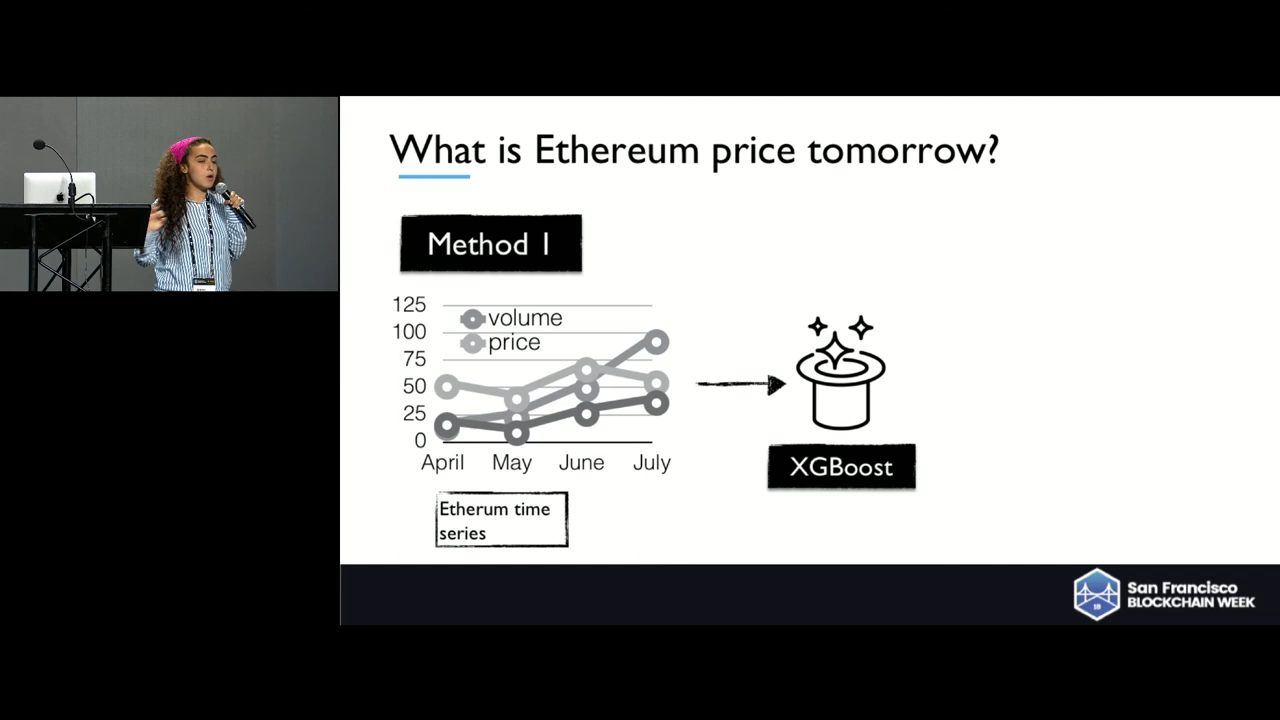 What is Ethereum price tomorrow?
Method 1
125
100
75
50
25
0
volume
price
April May June July
Etherum time
series
XGBoost
18
San Francisco
BLOCKCHAIN WEEK